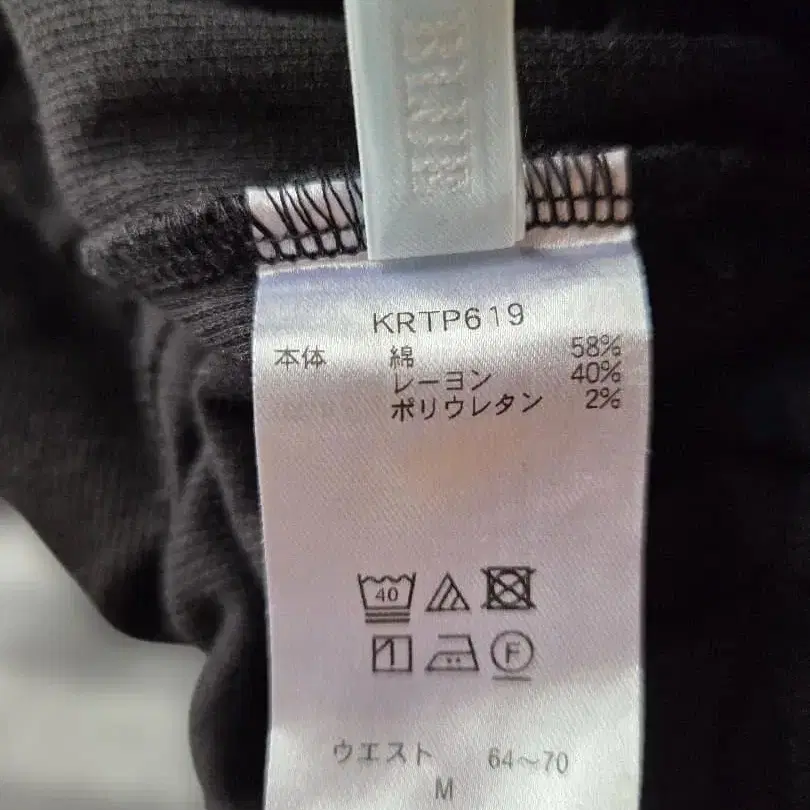 KRTP619
本体 綿 58%
レーヨン 40%
ポリウレタン 2%
40
F
ウエスト 64～70
M